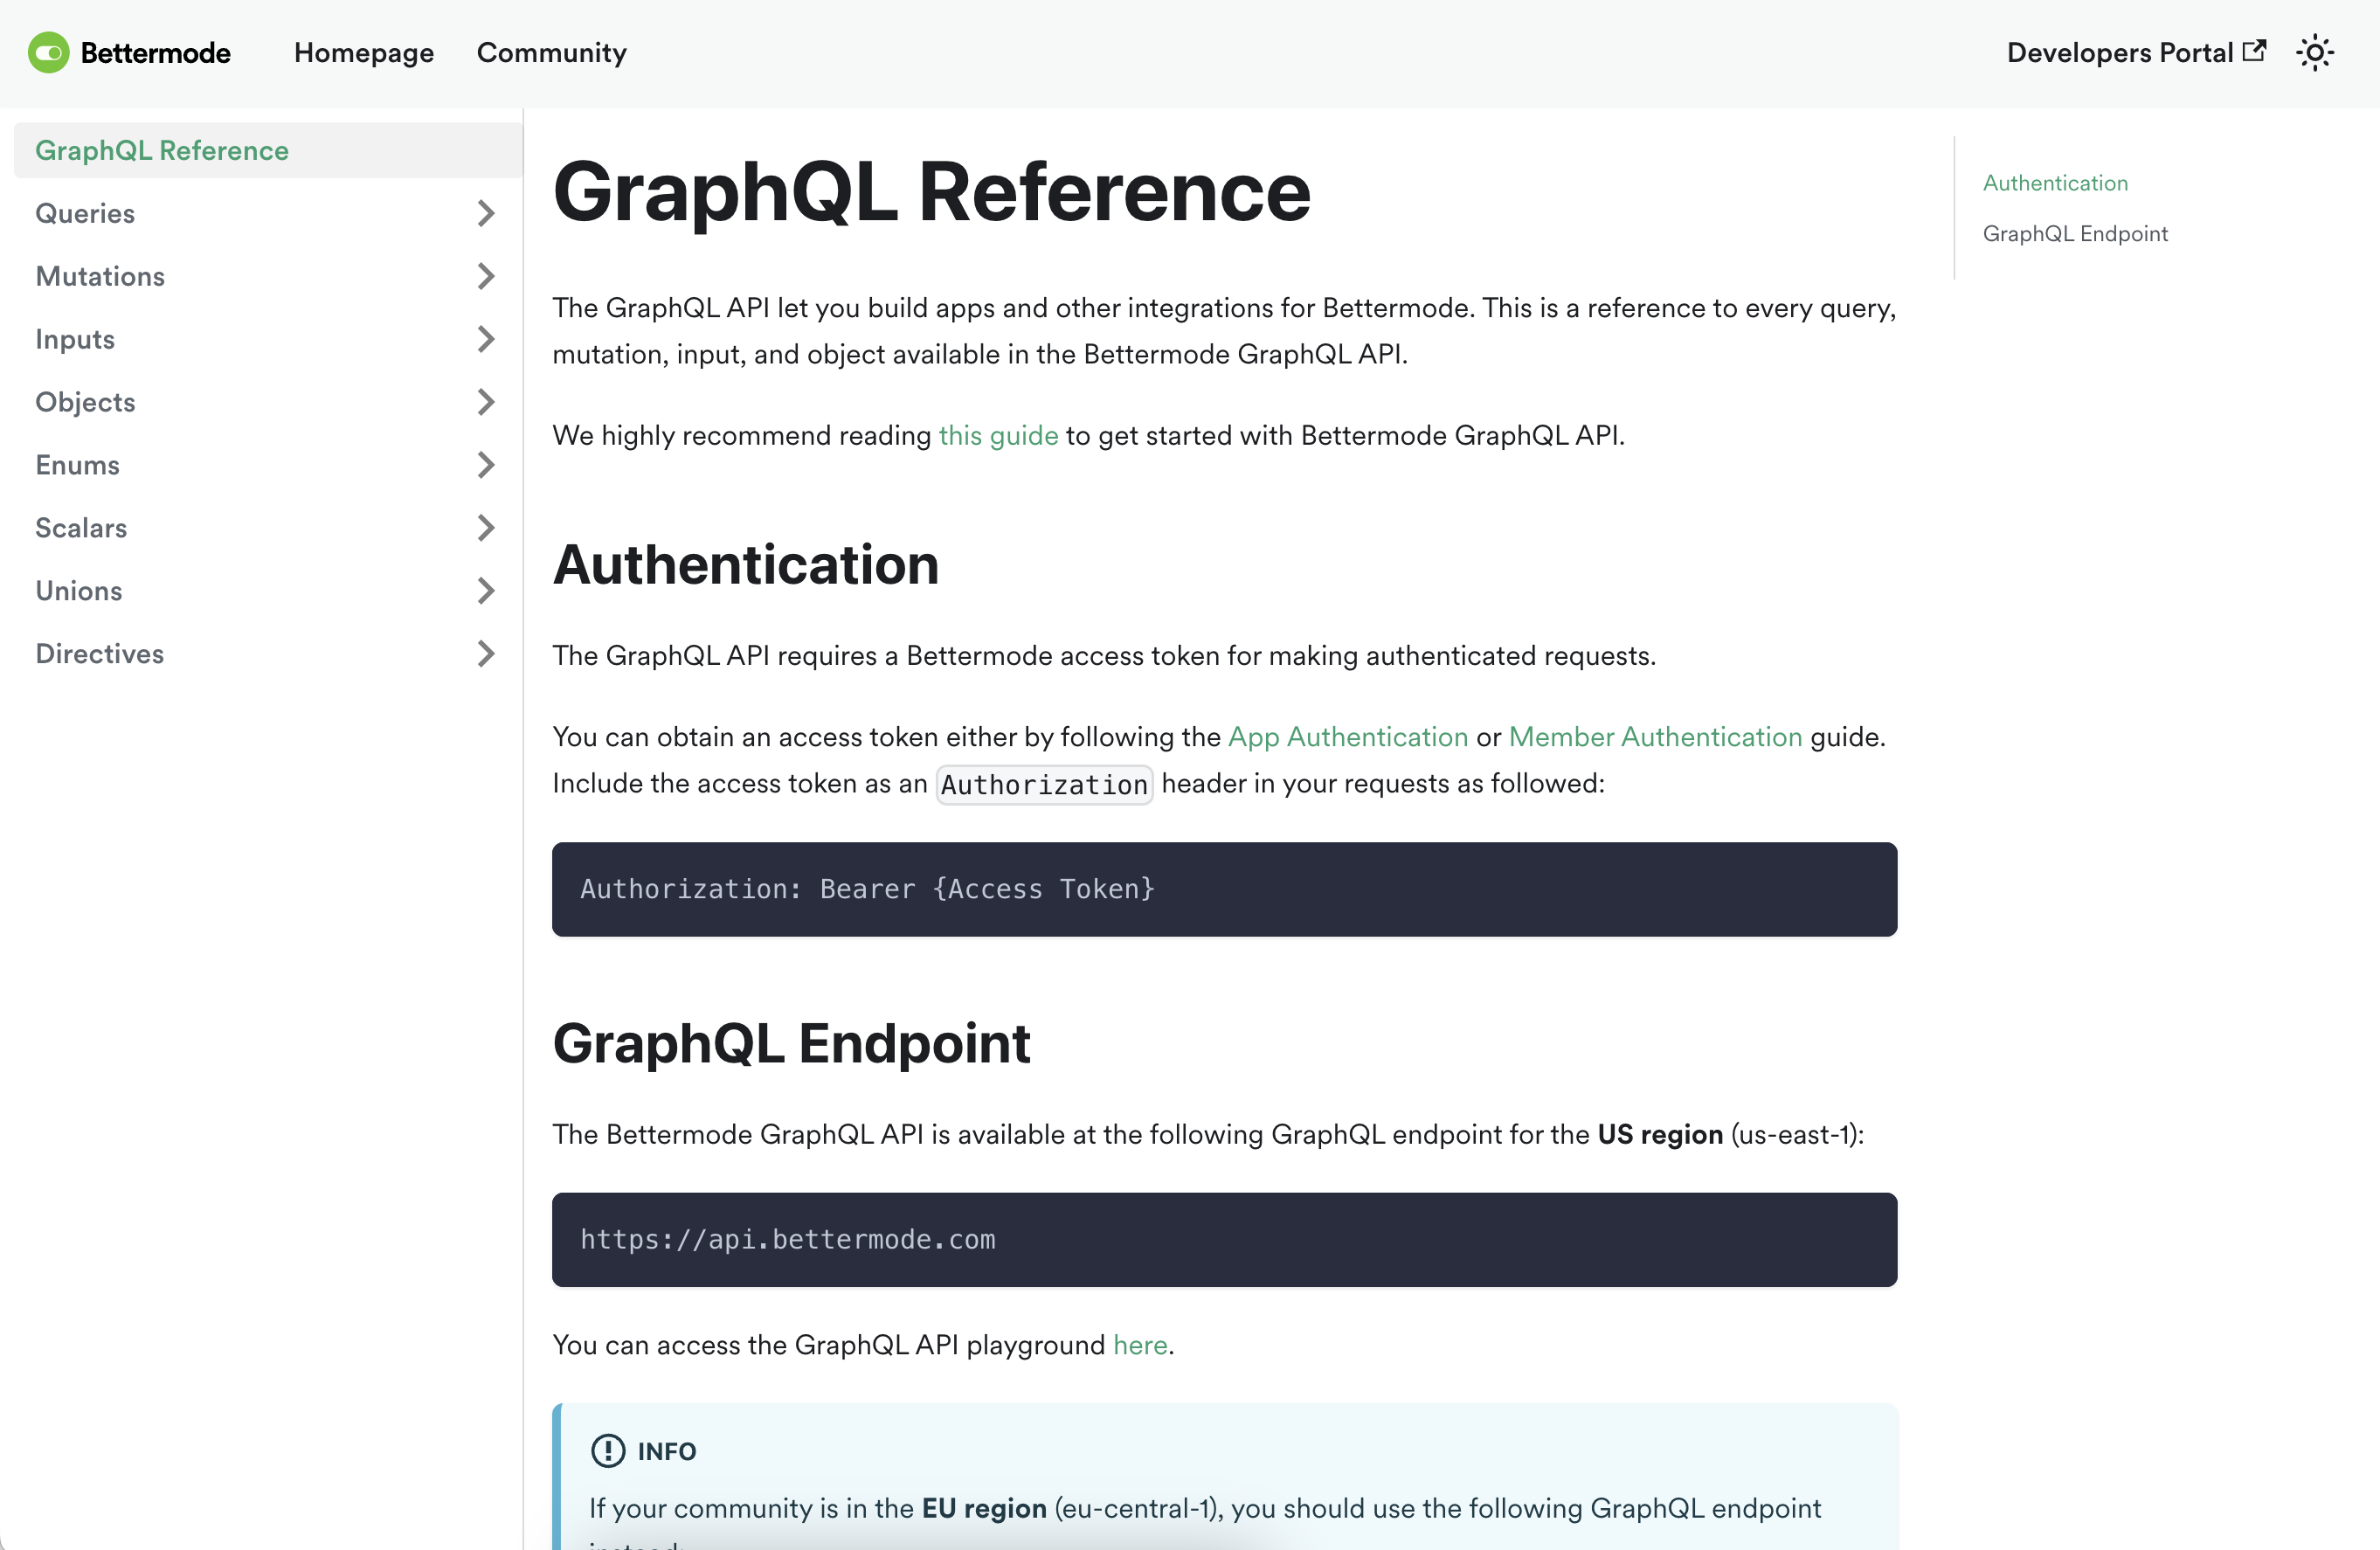 Bettermode
Homepage
Community
Developers Portal
GraphQL Reference
Queries
Mutations
Inputs
Objects
Enums
Scalars
Unions
Directives
GraphQL Reference
The GraphQL API let you build apps and other integrations for Bettermode. This is a reference to every query,
mutation, input, and object available in the Bettermode GraphQL API.
We highly recommend reading this guide to get started with Bettermode GraphQL API.
Authentication
The GraphQL API requires a Bettermode access token for making authenticated requests.
You can obtain an access token either by following the App Authentication or Member Authentication guide.
Include the access token as an Authorization header in your requests as followed:
Authorization: Bearer {Access Token}
GraphQL Endpoint
The Bettermode GraphQL API is available at the following GraphQL endpoint for the US region (us-east-1):
https://api.bettermode.com
You can access the GraphQL API playground here.
INFO
If your community is in the EU region (eu-central-1), you should use the following GraphQL endpoint
Authentication
GraphQL Endpoint